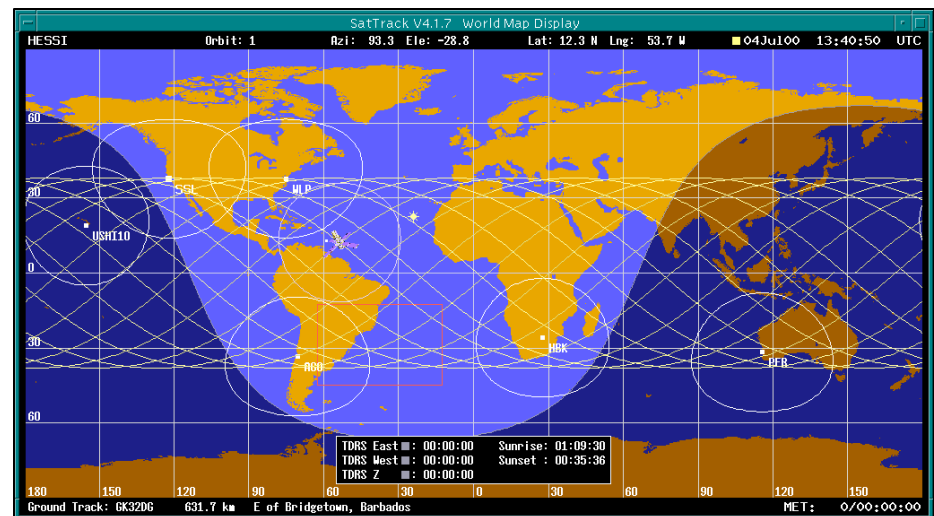 SatTrack V4.1.7 World Map Display
HESSI Orbit: 1 Azi: 93.3 Ele: -28.8 Lat: 12.3 N Lng: 53.7 W 04Jul00 13:40:50 UTC
60
SSL WLP
30
USHI10
0
30
HBK
AGO PFR
60
TDRS East : 00:00:00 Sunrise: 01:09:30
TDRS West : 00:00:00 Sunset : 00:35:36
TDRS Z : 00:00:00
180 150 120 90 60 30 0 30 60 90 120 150
Ground Track: GK32DG 631.7 km E of Bridgetown, Barbados MET: 0/00:00:00